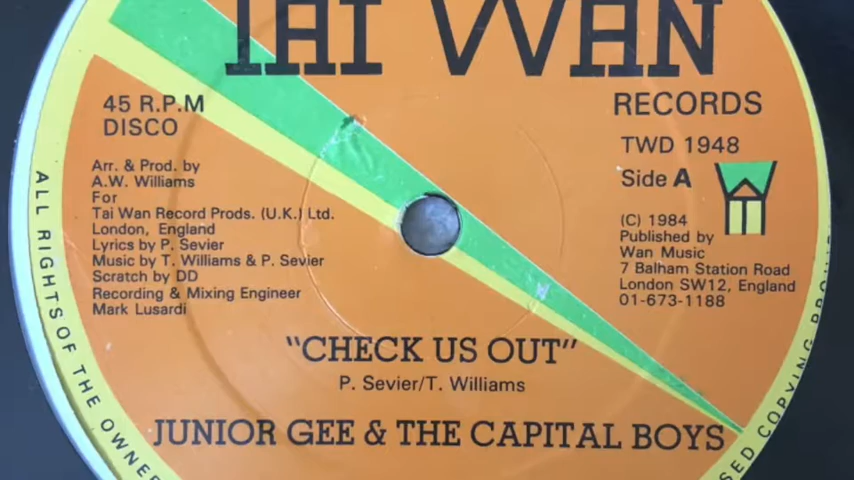 TAI WAN
45 R.P.M
DISCO
RECORDS
TWD 1948
Side A
Arr. & Prod. by
A.W. Williams
For
Tai Wan Record Prods. (U.K.) Ltd.
London, England
Lyrics by P. Sevier
Music by T. Williams & P. Sevier
Scratch by DD
Recording & Mixing Engineer
Mark Lusardi
(C) 1984
Published by
Wan Music
7 Balham Station Road
London SW12, England
01-673-1188
"CHECK US OUT"
P. Sevier/T. Williams
JUNIOR GEE & THE CAPITAL BOYS
ALL RIGHTS OF THE OWNER
COPYING